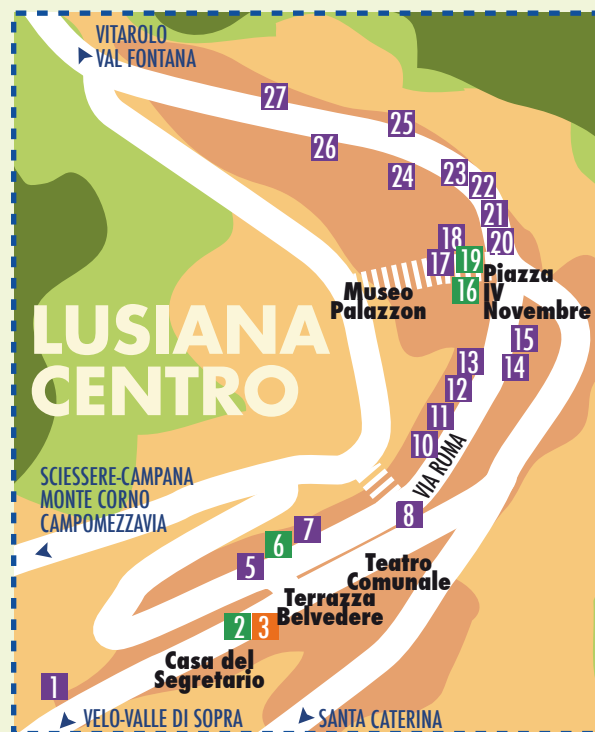 VITAROLO
VAL FONTANA
27
25
26
24
23
22
21
18
20
17
19
Piazza
IV
Novembre
16
Museo
Palazzon
LUSIANA
CENTRO
15
13
14
12
11
10
VIA ROMA
SCIESSERE-CAMPANA
MONTE CORNO
CAMPOMEZZAVIA
8
7
6
5
Teatro
Comunale
Terrazza
Belvedere
2
3
Casa del
Segretario
1
VELO-VALLE DI SOPRA
SANTA CATERINA